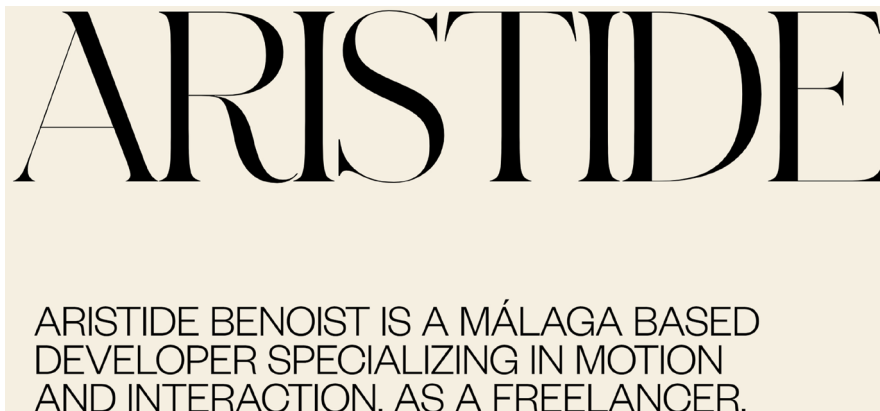 ARISTIDE
ARISTIDE BENOIST IS A MÁLAGA BASED
DEVELOPER SPECIALIZING IN MOTION
AND INTERACTION. AS A FREELANCER,